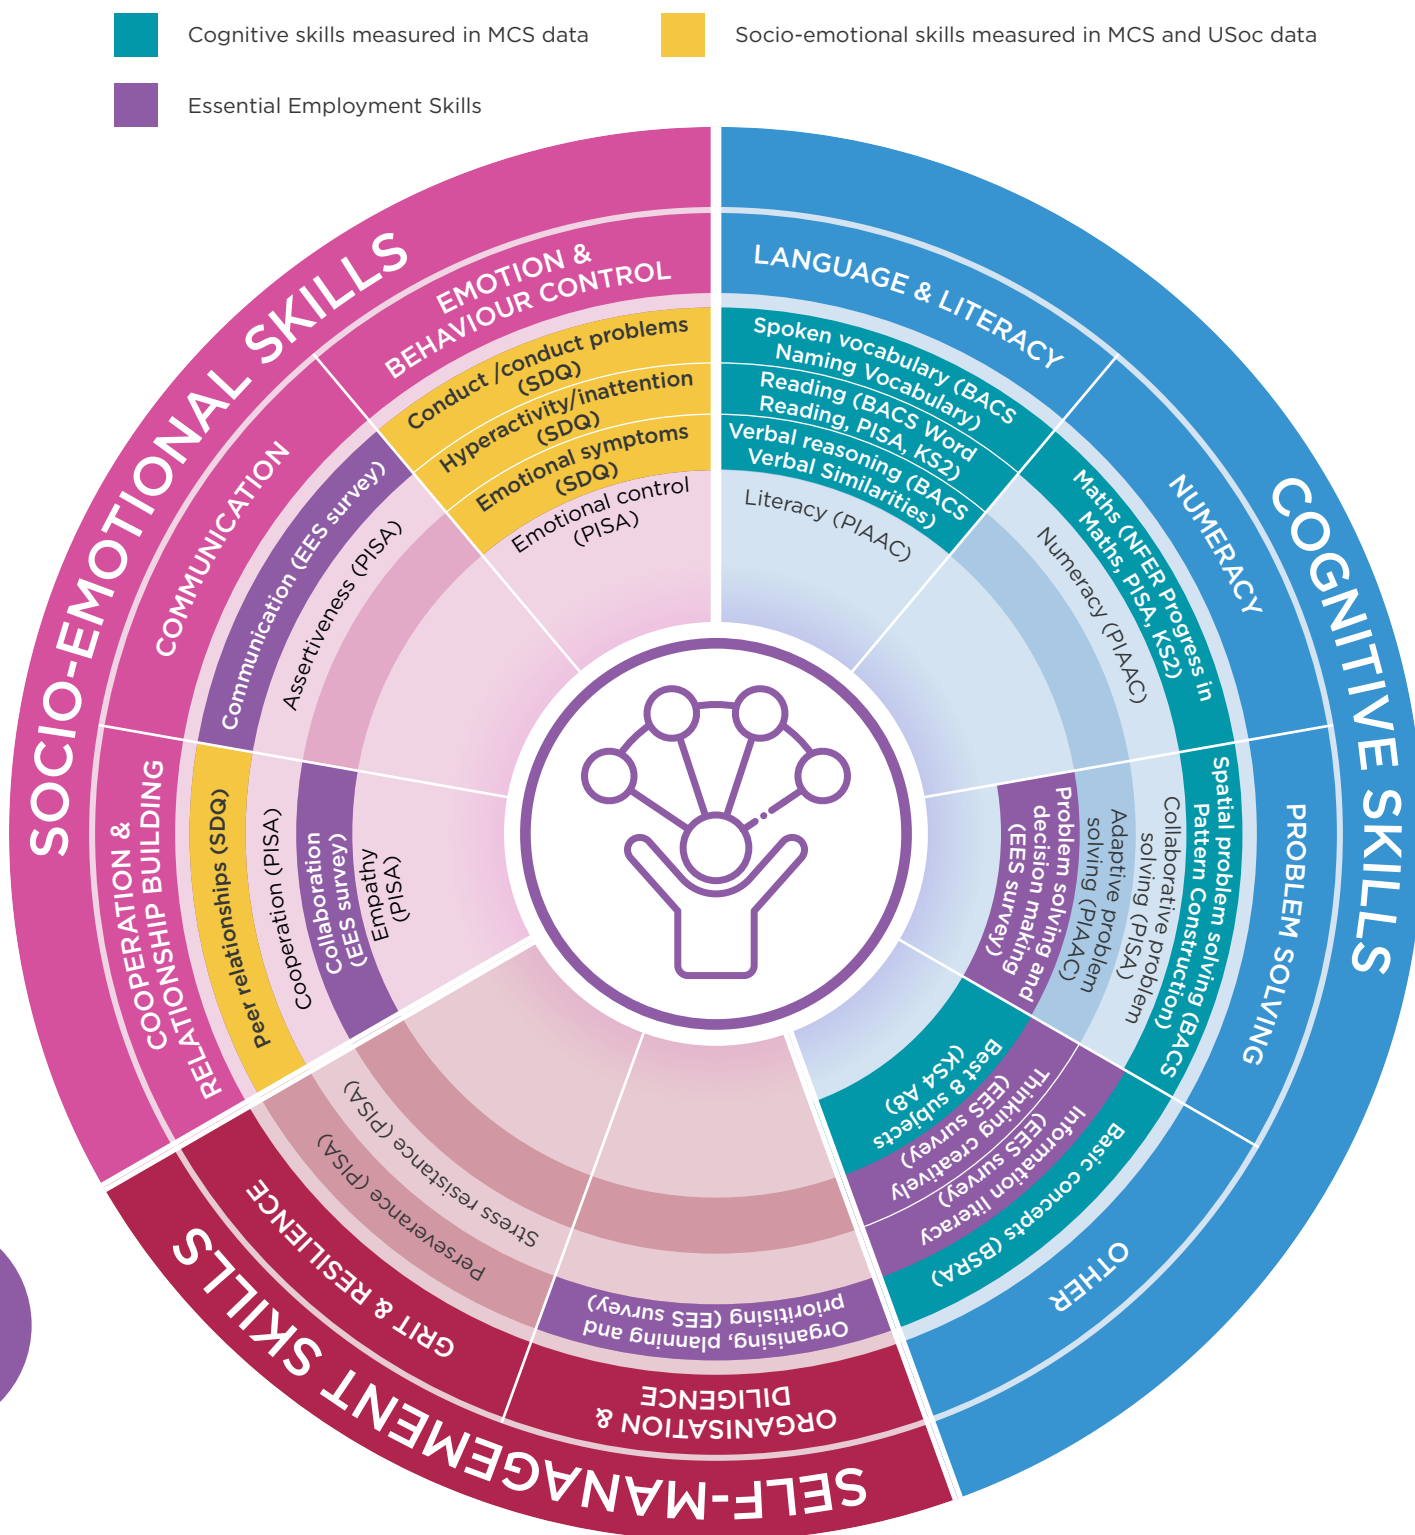 Cognitive skills measured in MCS data
Socio-emotional skills measured in MCS and USoc data
Essential Employment Skills
COGNITIVE SKILLS
LANGUAGE & LITERACY
Spoken vocabulary (BACS
Naming Vocabulary)
Reading (BACS Word
Reading, PISA, KS2)
Verbal reasoning (BACS
Verbal Similarities)
Literacy (PIAAC)
NUMERACY
Maths (NFER Progress in
Maths, PISA, KS2)
Numeracy (PIAAC)
PROBLEM SOLVING
Spatial problem solving (BACS
Pattern Construction)
Collaborative problem
solving (PISA)
Adaptive problem
solving (PIAAC)
Problem solving and
decision making
(EES survey)
OTHER
Basic concepts (BSRA)
Information literacy
(EES survey)
Thinking creatively
(EES survey)
Best 8 subjects
(KS4 A8)
SELF-MANAGEMENT SKILLS
ORGANISATION &
DILIGENCE
Organising, planning and
prioritising (EES survey)
GRIT & RESILIENCE
Perseverance (PISA)
Stress resistance (PISA)
SOCIO-EMOTIONAL SKILLS
COOPERATION &
RELATIONSHIP BUILDING
Peer relationships (SDQ)
Cooperation (PISA)
Collaboration
(EES survey)
Empathy
(PISA)
COMMUNICATION
Communication (EES survey)
Assertiveness (PISA)
EMOTION &
BEHAVIOUR CONTROL
Conduct /conduct problems
(SDQ)
Hyperactivity/inattention
(SDQ)
Emotional symptoms
(SDQ)
Emotional control
(PISA)